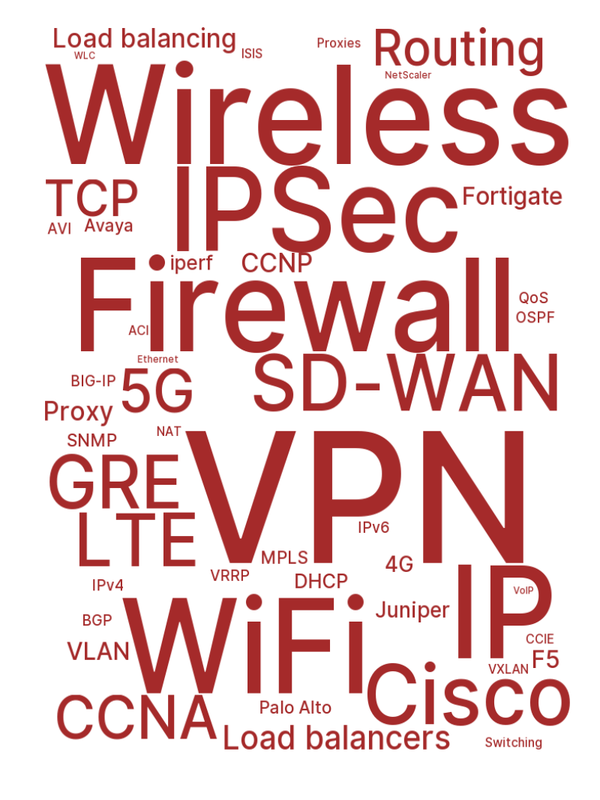 Load balancing
WLC
ISIS
Proxies
Routing
NetScaler
Wireless
TCP
IPSec
Fortigate
AVI
Avaya
iperf
CCNP
Firewall
QoS
OSPF
ACI
Ethernet
BIG-IP
5G
SD-WAN
Proxy
SNMP
NAT
VPN
GRE
LTE
IPv6
MPLS
4G
VRRP
DHCP
IPv4
IP
VoIP
BGP
WiFi
Juniper
CCIE
VLAN
F5
VXLAN
Cisco
CCNA
Palo Alto
Load balancers
Switching